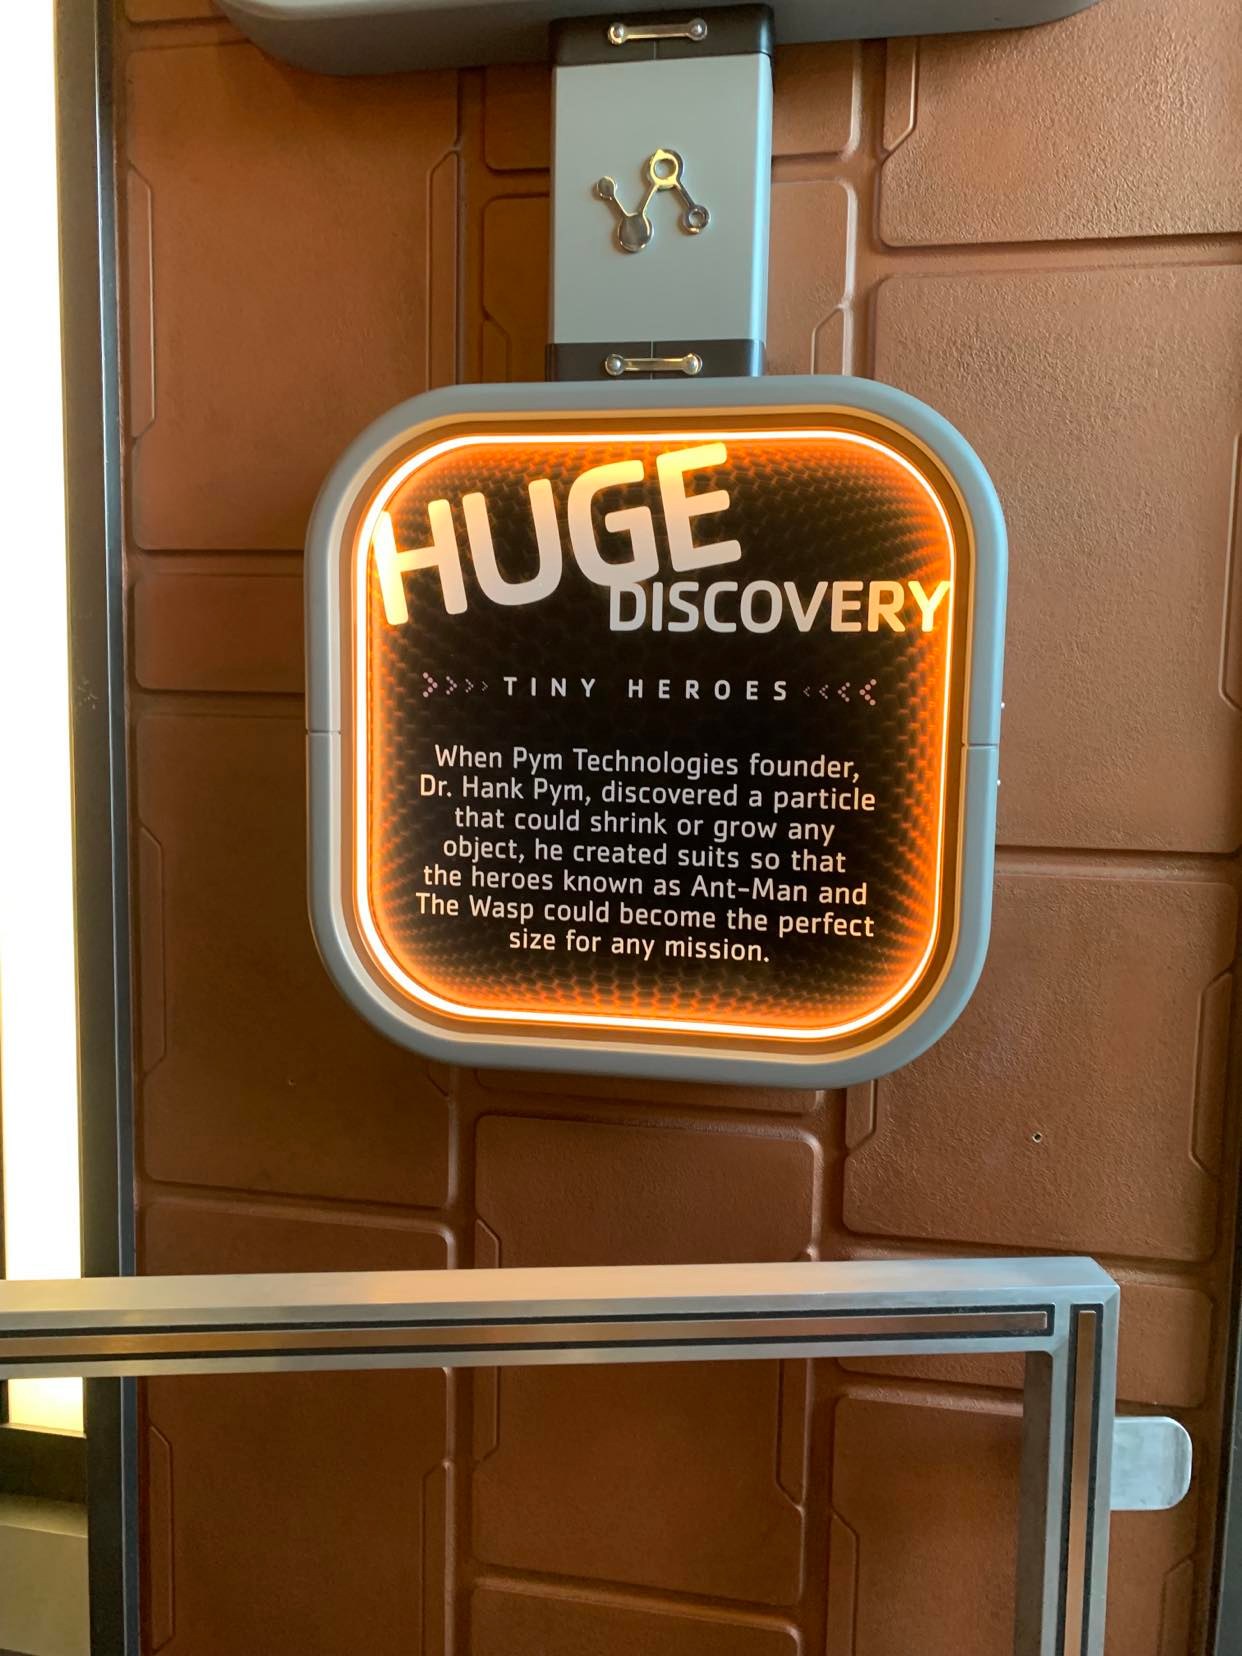 HUGE
DISCOVERY
TINY HEROES
When Pym Technologies founder,
Dr. Hank Pym, discovered a particle
that could shrink or grow any
object, he created suits so that
the heroes known as Ant-Man and
The Wasp could become the perfect
size for any mission.